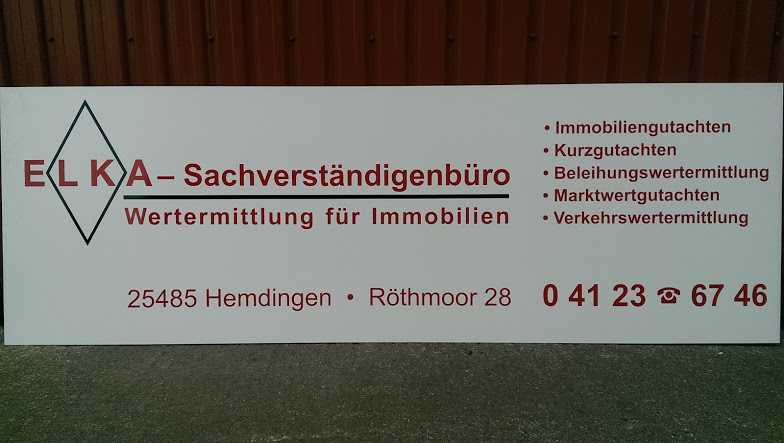 ELKA – Sachverständigenbüro
Wertermittlung für Immobilien
• Immobiliengutachten
• Kurzgutachten
• Beleihungswertermittlung
• Marktwertgutachten
• Verkehrswertermittlung
25485 Hemdingen • Röthmoor 28
0 41 23 ☎ 67 46